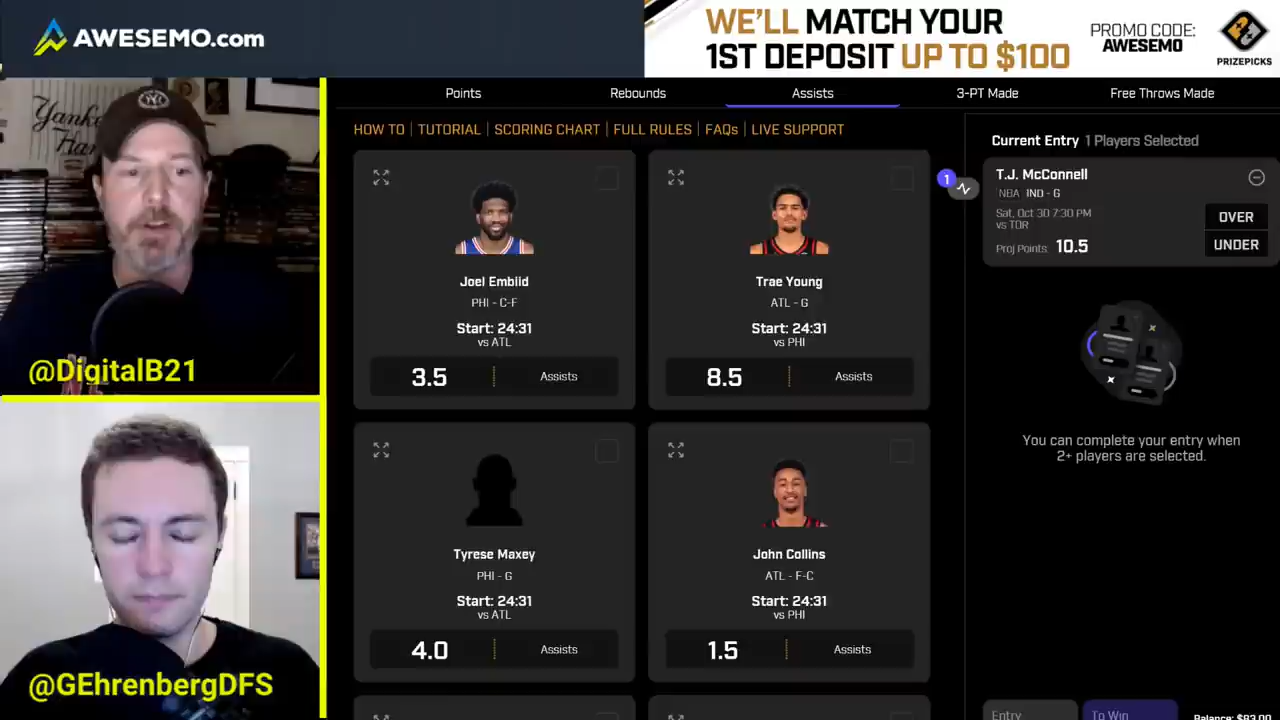 AWESEMO.com
WE'LL MATCH YOUR
1ST DEPOSIT UP TO $100
PROMO CODE:
AWESEMO
PRIZEPICKS
Points
Rebounds
Assists
3-PT Made
Free Throws Made
HOW TO | TUTORIAL | SCORING CHART | FULL RULES | FAQs | LIVE SUPPORT
Joel Embiid
PHI - C-F
Start: 24:31
vs ATL
3.5
Assists
Trae Young
ATL - G
Start: 24:31
vs PHI
8.5
Assists
Tyrese Maxey
PHI - G
Start: 24:31
vs ATL
4.0
Assists
John Collins
ATL - F-C
Start: 24:31
vs PHI
1.5
Assists
Current Entry 1 Players Selected
1
T.J. McConnell
NBA IND - G
Sat, Oct 30 7:30 PM
vs TOR
Proj Points: 10.5
OVER
UNDER
You can complete your entry when
2+ players are selected.
Entry
To Win
Balance: $83.00
Yankee
@DigitalB21
@GEhrenbergDFS